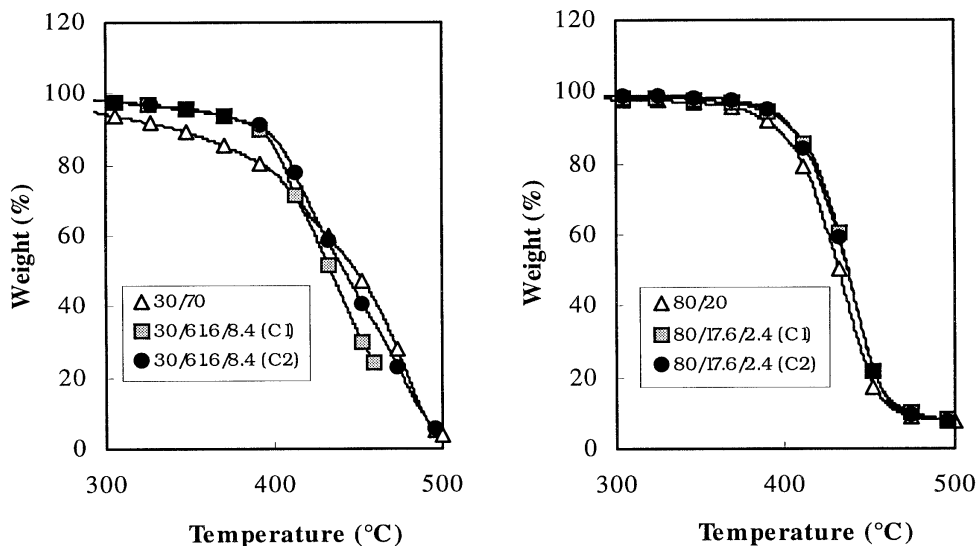 120
100
80
60
40
20
0
Weight (%)
30/70
30/61.6/8.4 (C1)
30/61.6/8.4 (C2)
300
400
500
Temperature (°C)
120
100
80
60
40
20
0
Weight (%)
80/20
80/17.6/2.4 (C1)
80/17.6/2.4 (C2)
300
400
500
Temperature (°C)